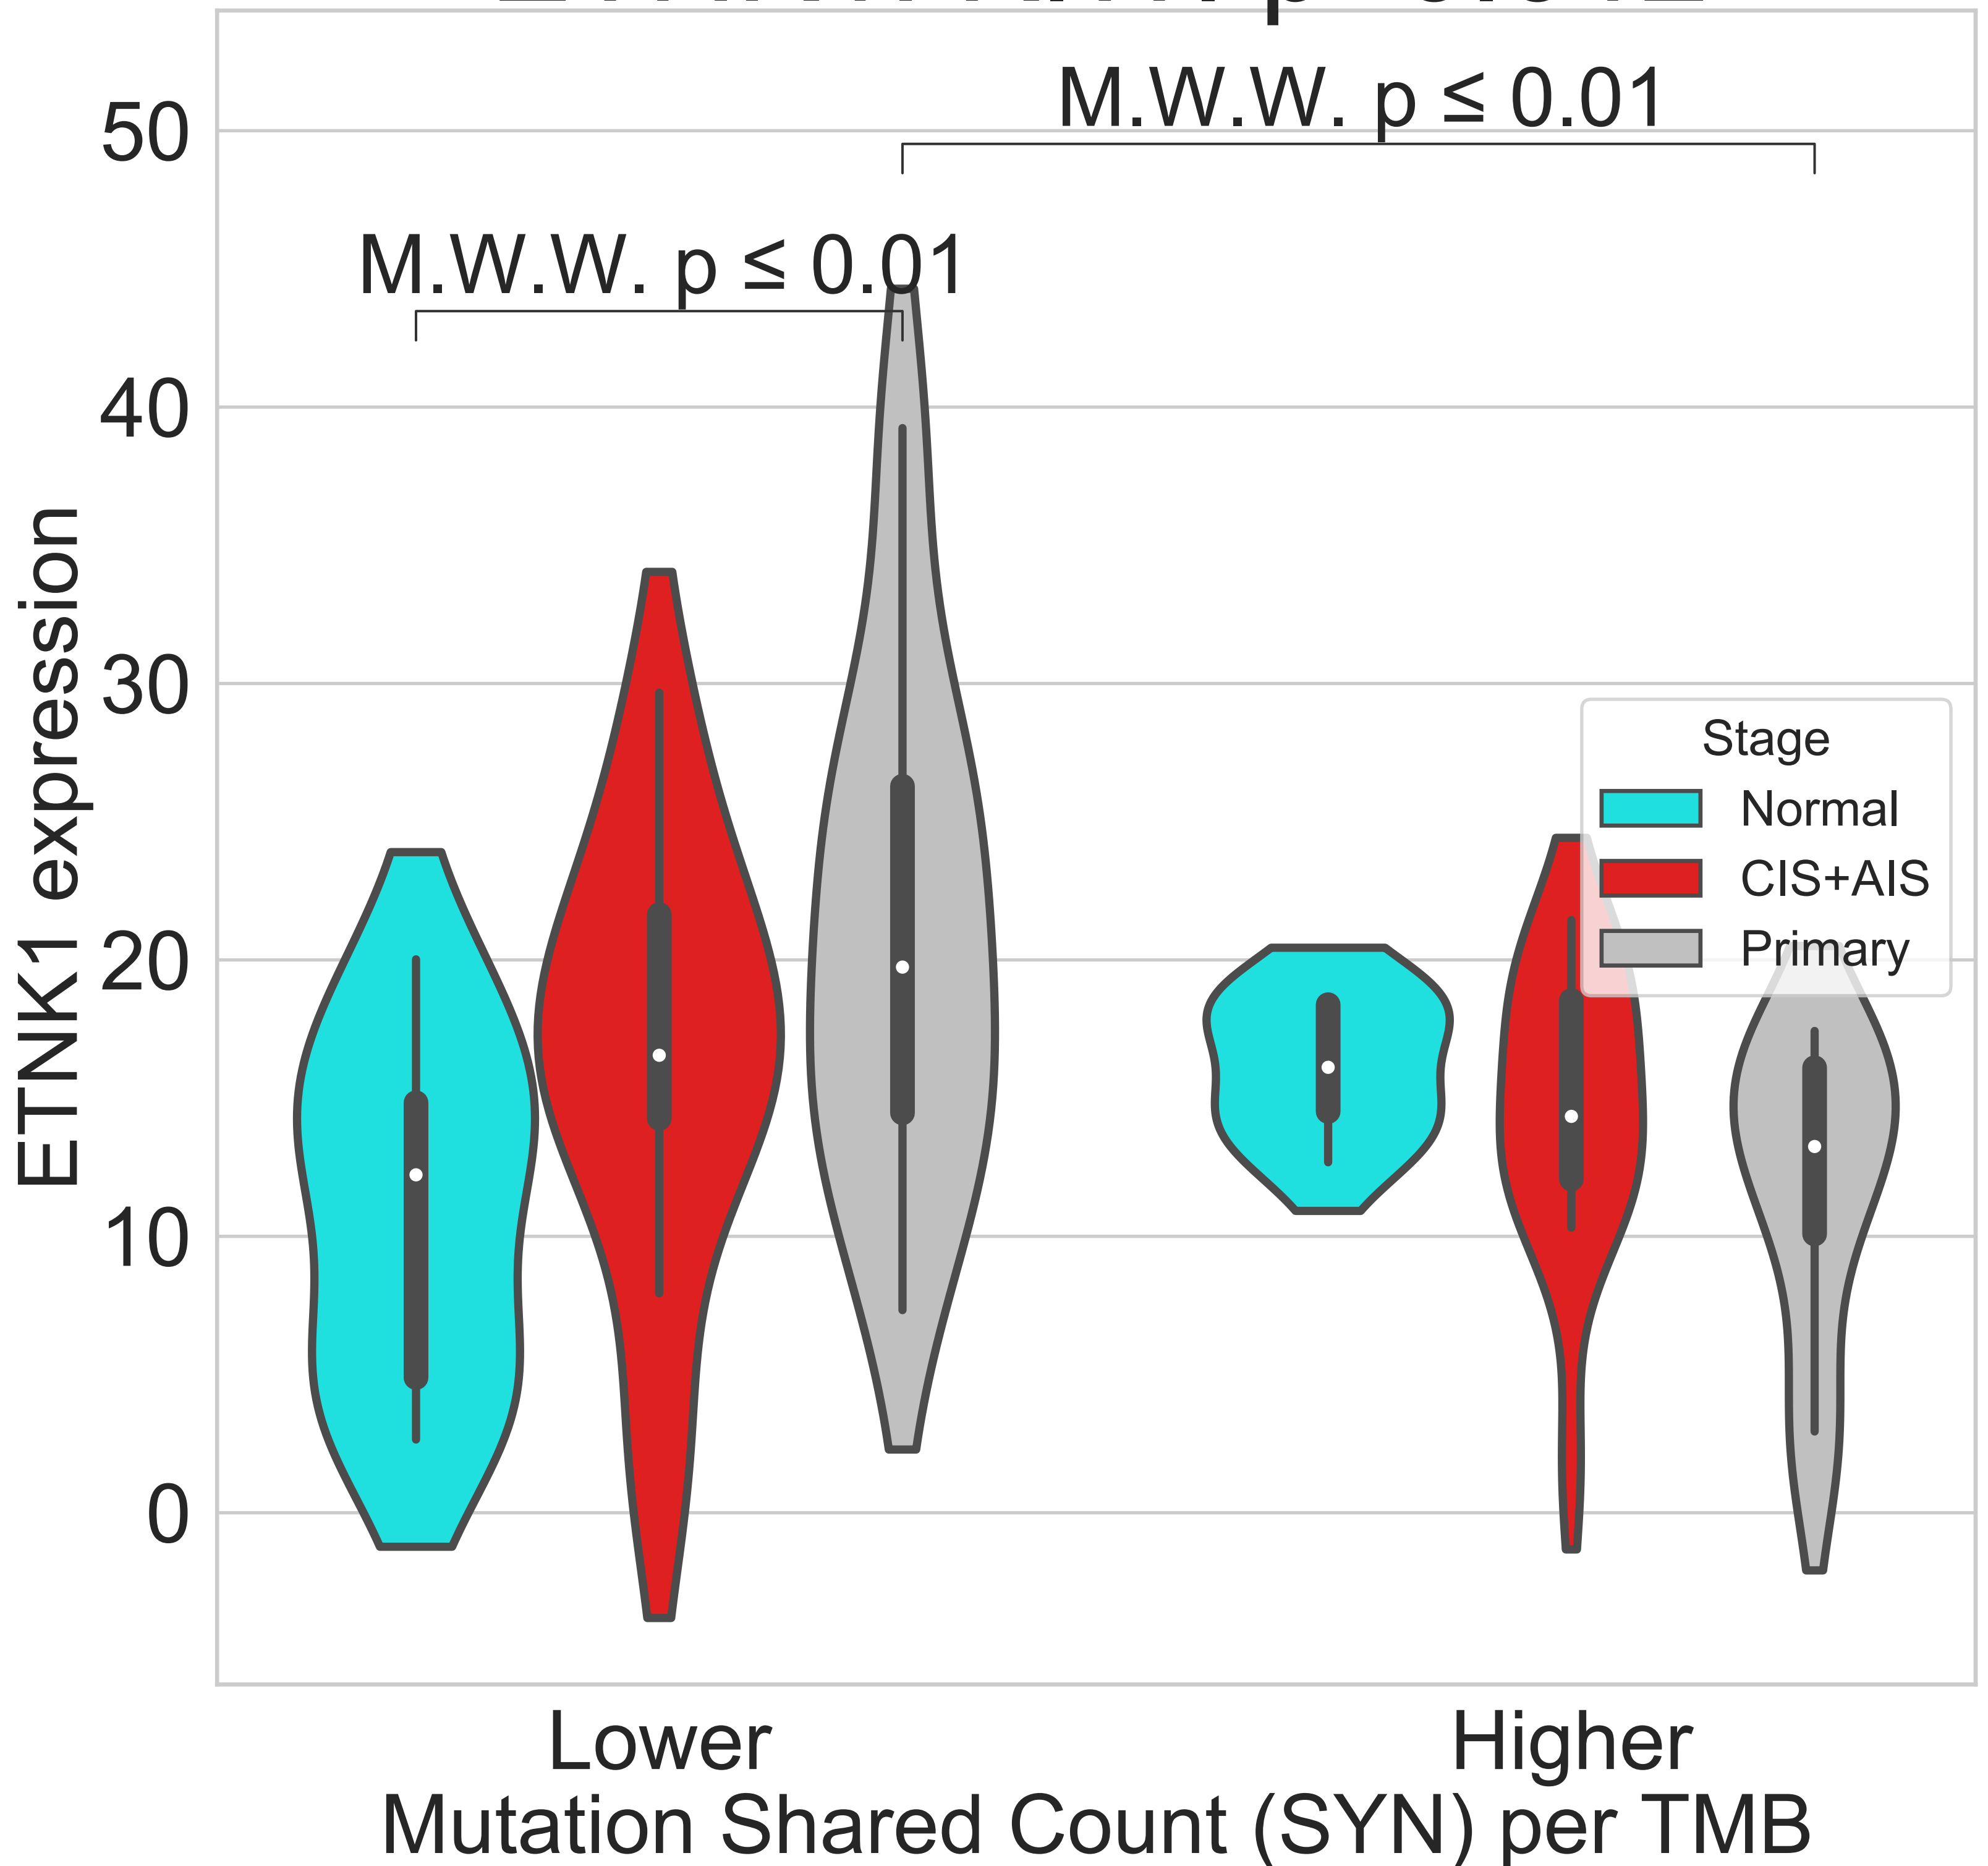 M.W.W. p ≤ 0.01
M.W.W. p ≤ 0.01
50
40
30
20
10
0
ETNK1 expression
Stage
Normal
CIS+AIS
Primary
Lower
Higher
Mutation Shared Count (SYN) per TMB